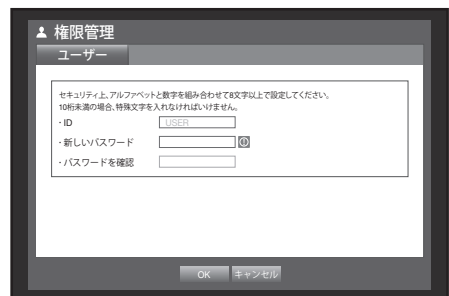 権限管理
ユーザー
セキュリティ上、アルファベットと数字を組み合わせて8文字以上で設定してください。
10桁未満の場合、特殊文字を入れなければいけません。
· ID USER
· 新しいパスワード
· パスワードを確認
OK キャンセル